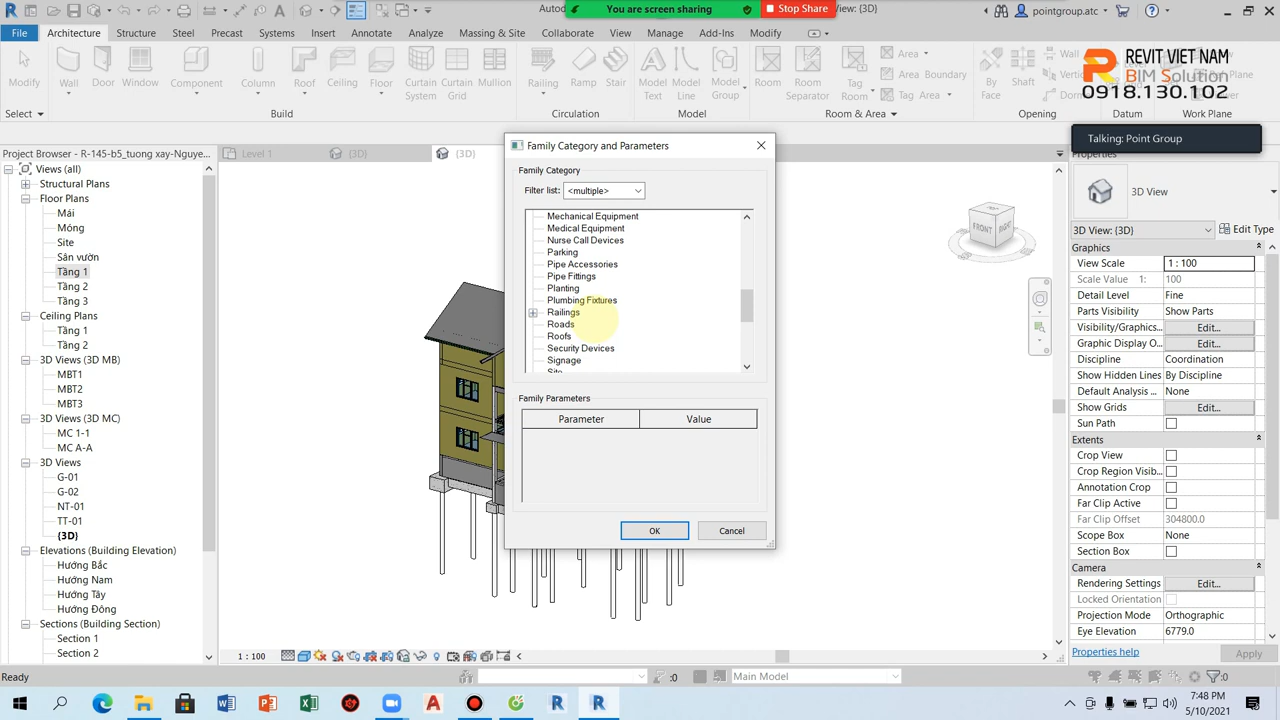 Autod
You are screen sharing
Stop Share
View: {3D}
pointgroup.atc
File
Architecture
Structure
Steel
Precast
Systems
Insert
Annotate
Analyze
Massing & Site
Collaborate
View
Manage
Add-Ins
Modify
Modify
Wall
Door
Window
Component
Column
Roof
Ceiling
Floor
Curtain System
Curtain Grid
Mullion
Railing
Ramp
Stair
Model Text
Model Line
Model Group
Room
Room Separator
Tag Room
Area
Area Boundary
Tag Area
By Face
Shaft
Wall
REVIT VIET NAM
BIM Solution
0918.130.102
Select
Build
Circulation
Model
Room & Area
Opening
Datum
Work Plane
Talking: Point Group
Project Browser - R-145-b5_tuong xay-Nguye...
Level 1
{3D}
{3D}
Properties
Views (all)
Structural Plans
Floor Plans
Mái
Móng
Site
Sân vườn
Tầng 1
Tầng 2
Tầng 3
Ceiling Plans
Tầng 1
Tầng 2
3D Views (3D MB)
MBT1
MBT2
MBT3
3D Views (3D MC)
MC 1-1
MC A-A
3D Views
G-01
G-02
NT-01
TT-01
{3D}
Elevations (Building Elevation)
Hướng Bắc
Hướng Nam
Hướng Tây
Hướng Đông
Sections (Building Section)
Section 1
Section 2
Family Category and Parameters
Family Category
Filter list: <multiple>
Mechanical Equipment
Medical Equipment
Nurse Call Devices
Parking
Pipe Accessories
Pipe Fittings
Planting
Plumbing Fixtures
Railings
Roads
Roofs
Security Devices
Signage
Site
Family Parameters
Parameter Value
OK Cancel
FRONT
RIGHT
3D View
3D View: {3D} Edit Type
Graphics
View Scale 1 : 100
Scale Value 1: 100
Detail Level Fine
Parts Visibility Show Parts
Visibility/Graphics... Edit...
Graphic Display O... Edit...
Discipline Coordination
Show Hidden Lines By Discipline
Default Analysis ... None
Show Grids Edit...
Sun Path
Extents
Crop View
Crop Region Visib...
Annotation Crop
Far Clip Active
Far Clip Offset 304800.0
Scope Box None
Section Box
Camera
Rendering Settings Edit...
Locked Orientation
Projection Mode Orthographic
Eye Elevation 6779.0
Properties help Apply
1 : 100
Ready
:0
Main Model
:0
7:48 PM
5/10/2021